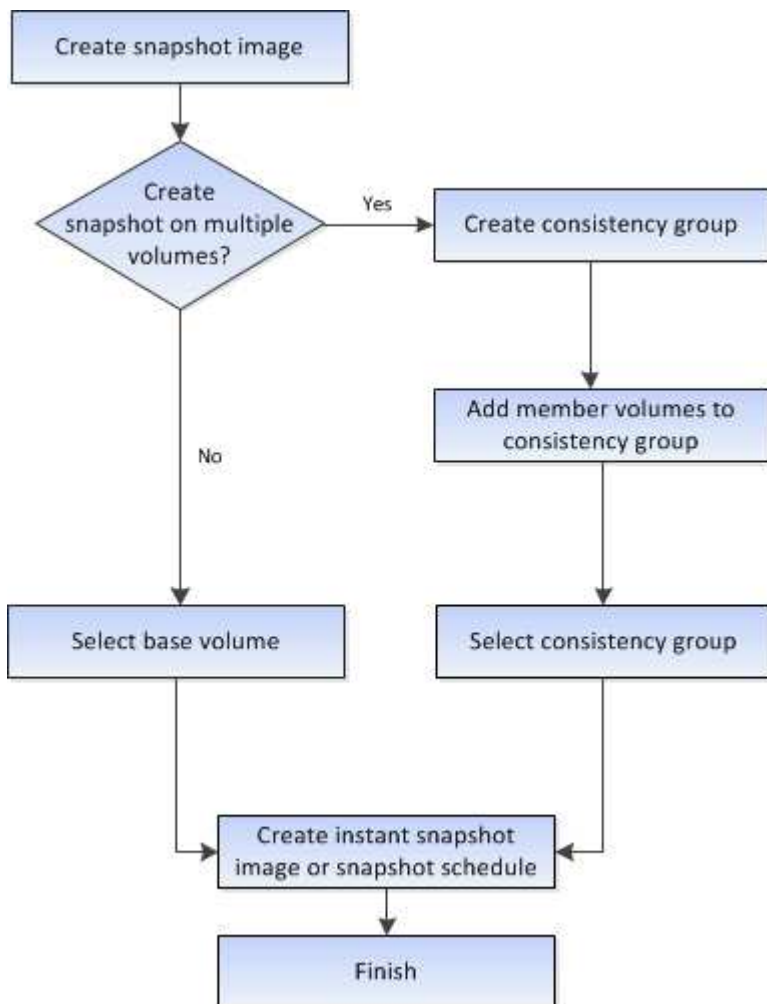 Create snapshot image
Create
snapshot on multiple
volumes?
Yes
Create consistency group
Add member volumes to
consistency group
No
Select base volume
Select consistency group
Create instant snapshot
image or snapshot schedule
Finish